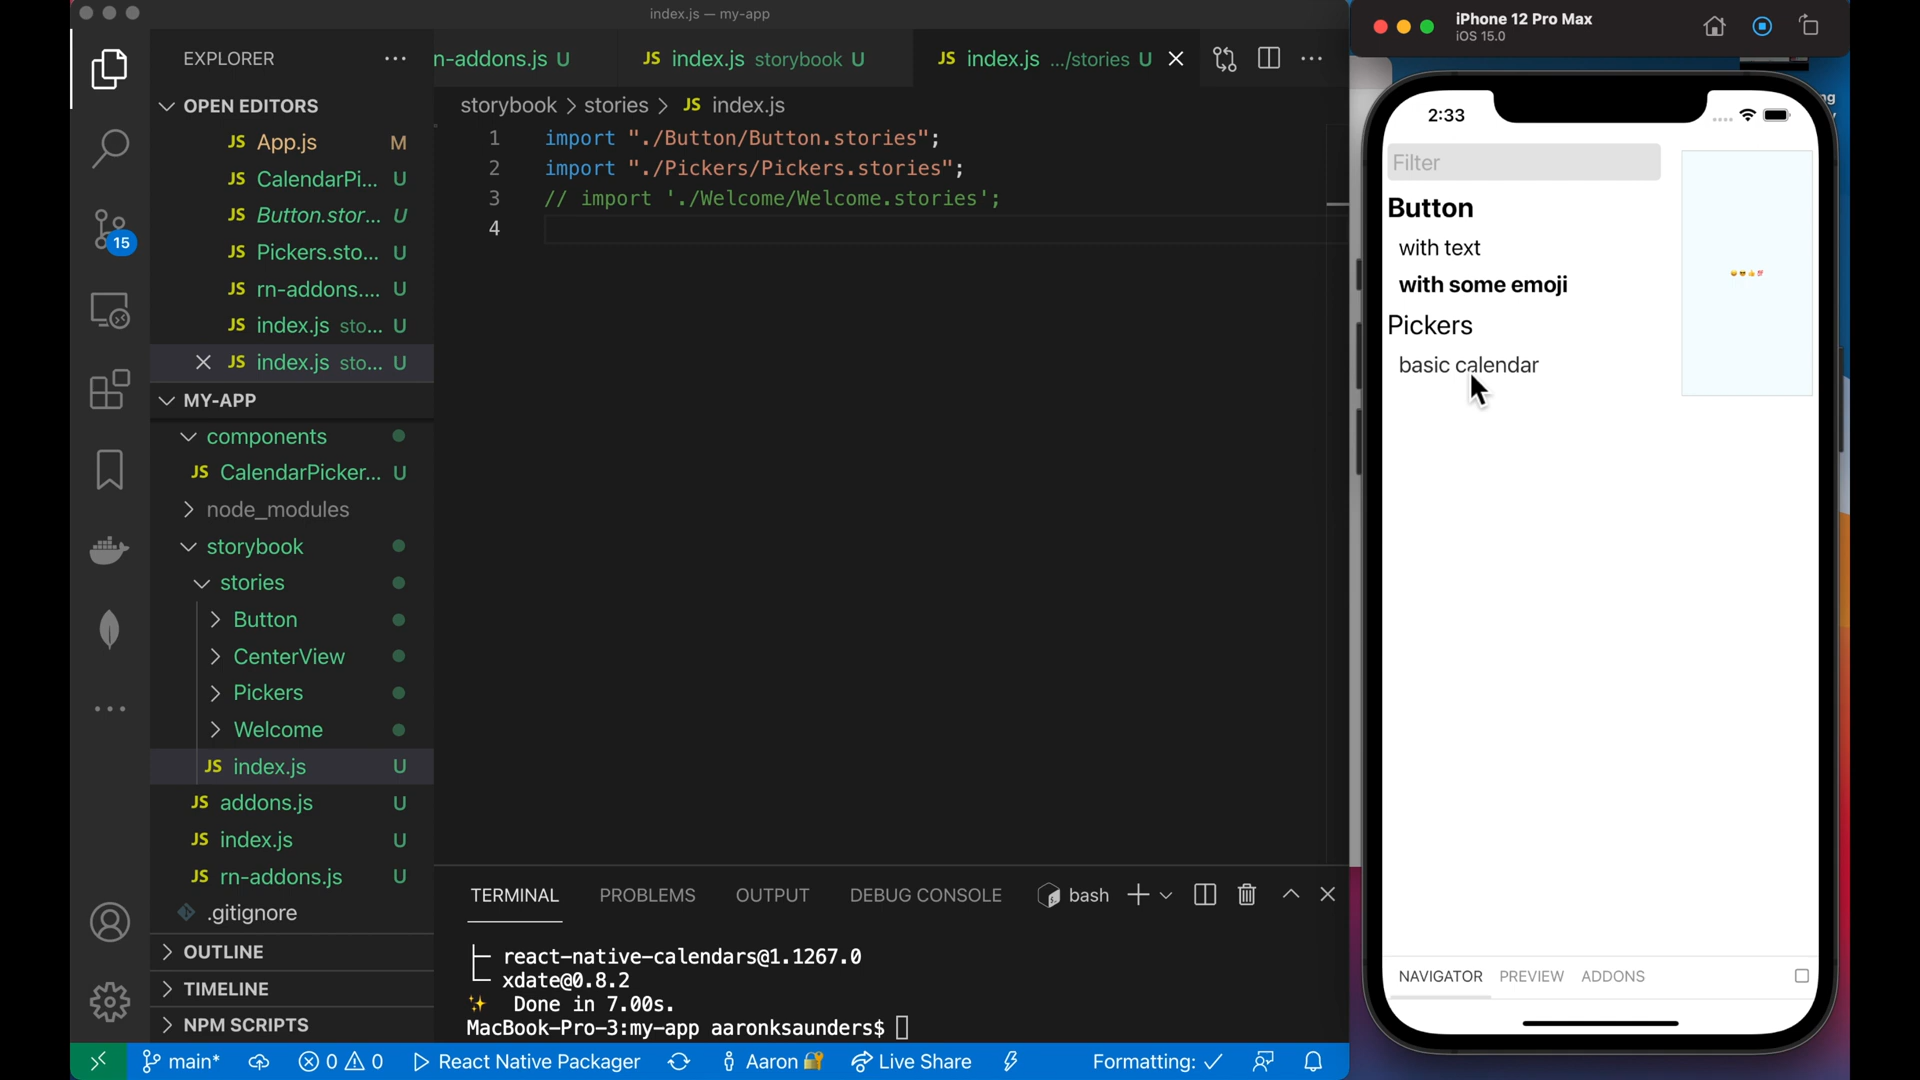 index.js — my-app
EXPLORER
OPEN EDITORS
JS App.js M
JS CalendarPi... U
JS Button.stor... U
JS Pickers.sto... U
JS rn-addons.... U
JS index.js sto... U
JS index.js sto... U
MY-APP
components
JS CalendarPicker... U
node_modules
storybook
stories
Button
CenterView
Pickers
Welcome
JS index.js U
JS addons.js U
JS index.js U
JS rn-addons.js U
.gitignore
OUTLINE
TIMELINE
NPM SCRIPTS
15
n-addons.js U
JS index.js storybook U
JS index.js .../stories U
storybook > stories > JS index.js
1 import "./Button/Button.stories";
2 import "./Pickers/Pickers.stories";
3 // import './Welcome/Welcome.stories';
4
TERMINAL PROBLEMS OUTPUT DEBUG CONSOLE bash
├─ react-native-calendars@1.1267.0
└─ xdate@0.8.2
✨ Done in 7.00s.
MacBook-Pro-3:my-app aaronksaunders$
main* 0 0 React Native Packager Aaron Live Share Formatting: ✓
iPhone 12 Pro Max
iOS 15.0
2:33
Filter
Button
with text
with some emoji
Pickers
basic calendar
NAVIGATOR PREVIEW ADDONS